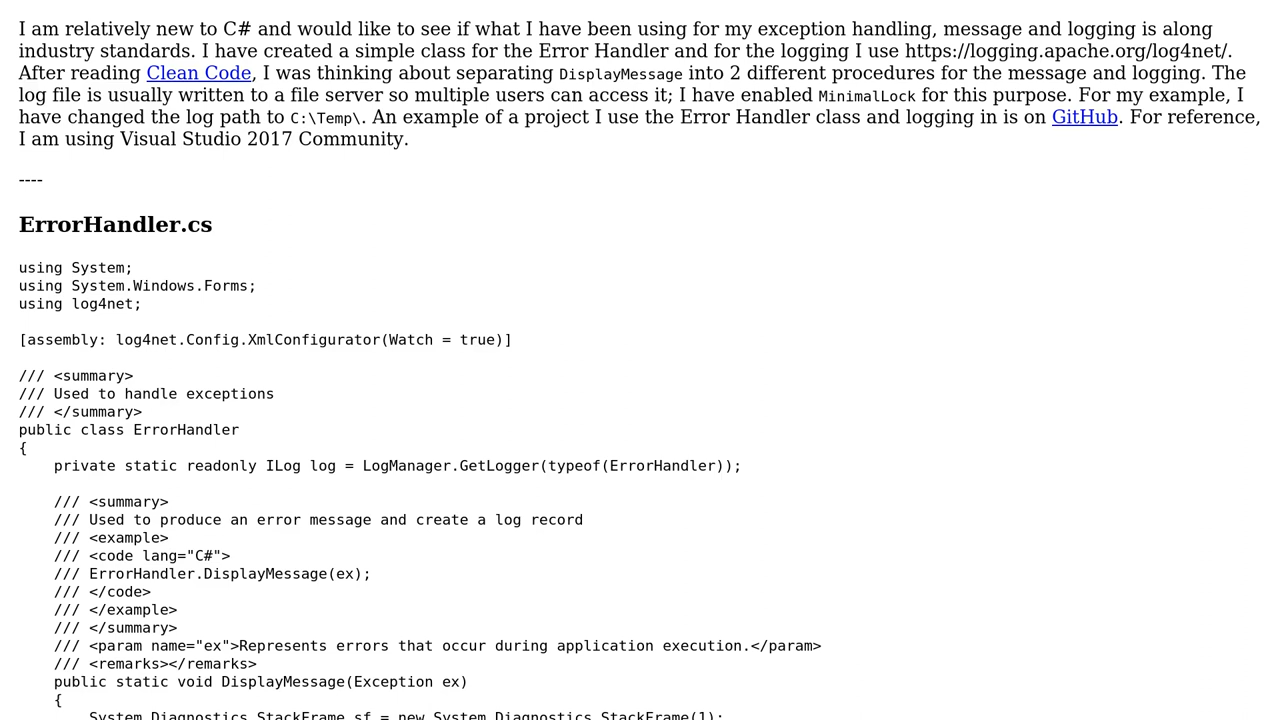 I am relatively new to C# and would like to see if what I have been using for my exception handling, message and logging is along
industry standards. I have created a simple class for the Error Handler and for the logging I use https://logging.apache.org/log4net/.
After reading Clean Code, I was thinking about separating DisplayMessage into 2 different procedures for the message and logging. The
log file is usually written to a file server so multiple users can access it; I have enabled MinimalLock for this purpose. For my example, I
have changed the log path to C:\Temp\. An example of a project I use the Error Handler class and logging in is on GitHub. For reference,
I am using Visual Studio 2017 Community.
----
ErrorHandler.cs
using System;
using System.Windows.Forms;
using log4net;
[assembly: log4net.Config.XmlConfigurator(Watch = true)]
/// <summary>
/// Used to handle exceptions
/// </summary>
public class ErrorHandler
{
    private static readonly ILog log = LogManager.GetLogger(typeof(ErrorHandler));
    /// <summary>
    /// Used to produce an error message and create a log record
    /// <example>
    /// <code lang="C#">
    /// ErrorHandler.DisplayMessage(ex);
    /// </code>
    /// </example>
    /// </summary>
    /// <param name="ex">Represents errors that occur during application execution.</param>
    /// <remarks></remarks>
    public static void DisplayMessage(Exception ex)
    {
        System.Diagnostics.StackFrame sf = new System.Diagnostics.StackFrame(1);